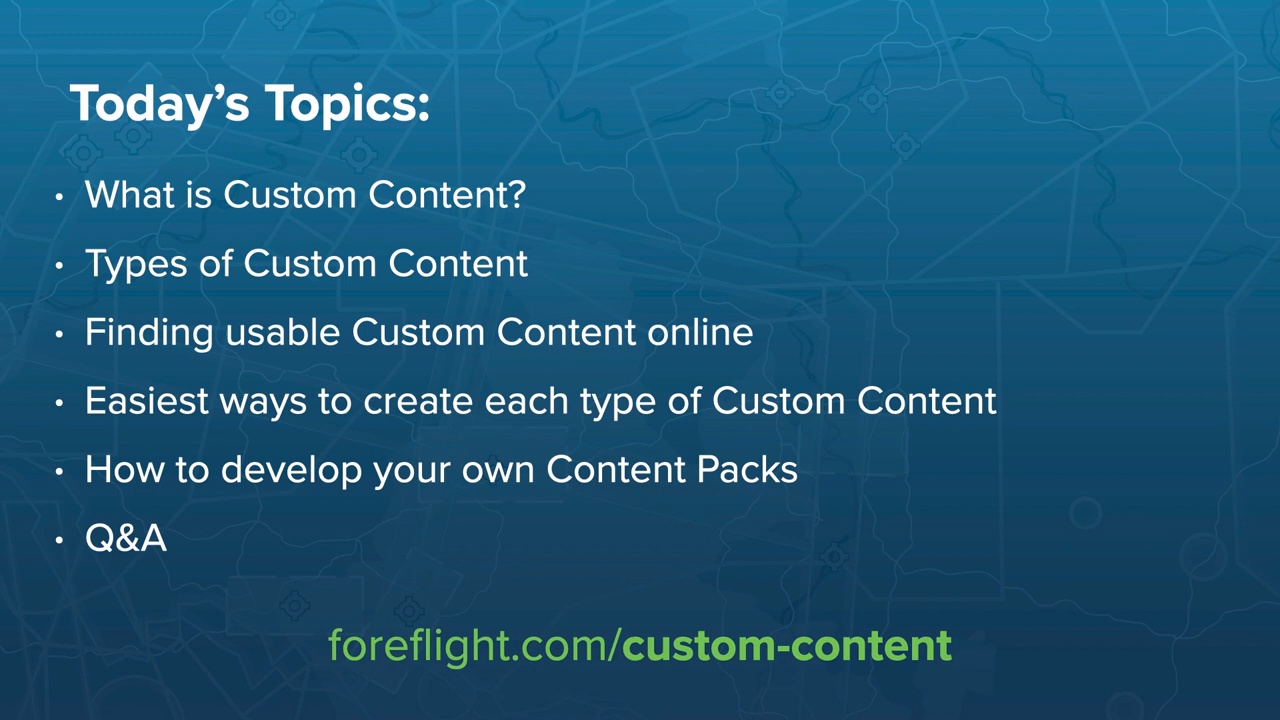 Today’s Topics:
• What is Custom Content?
• Types of Custom Content
• Finding usable Custom Content online
• Easiest ways to create each type of Custom Content
• How to develop your own Content Packs
• Q&A
foreflight.com/custom-content